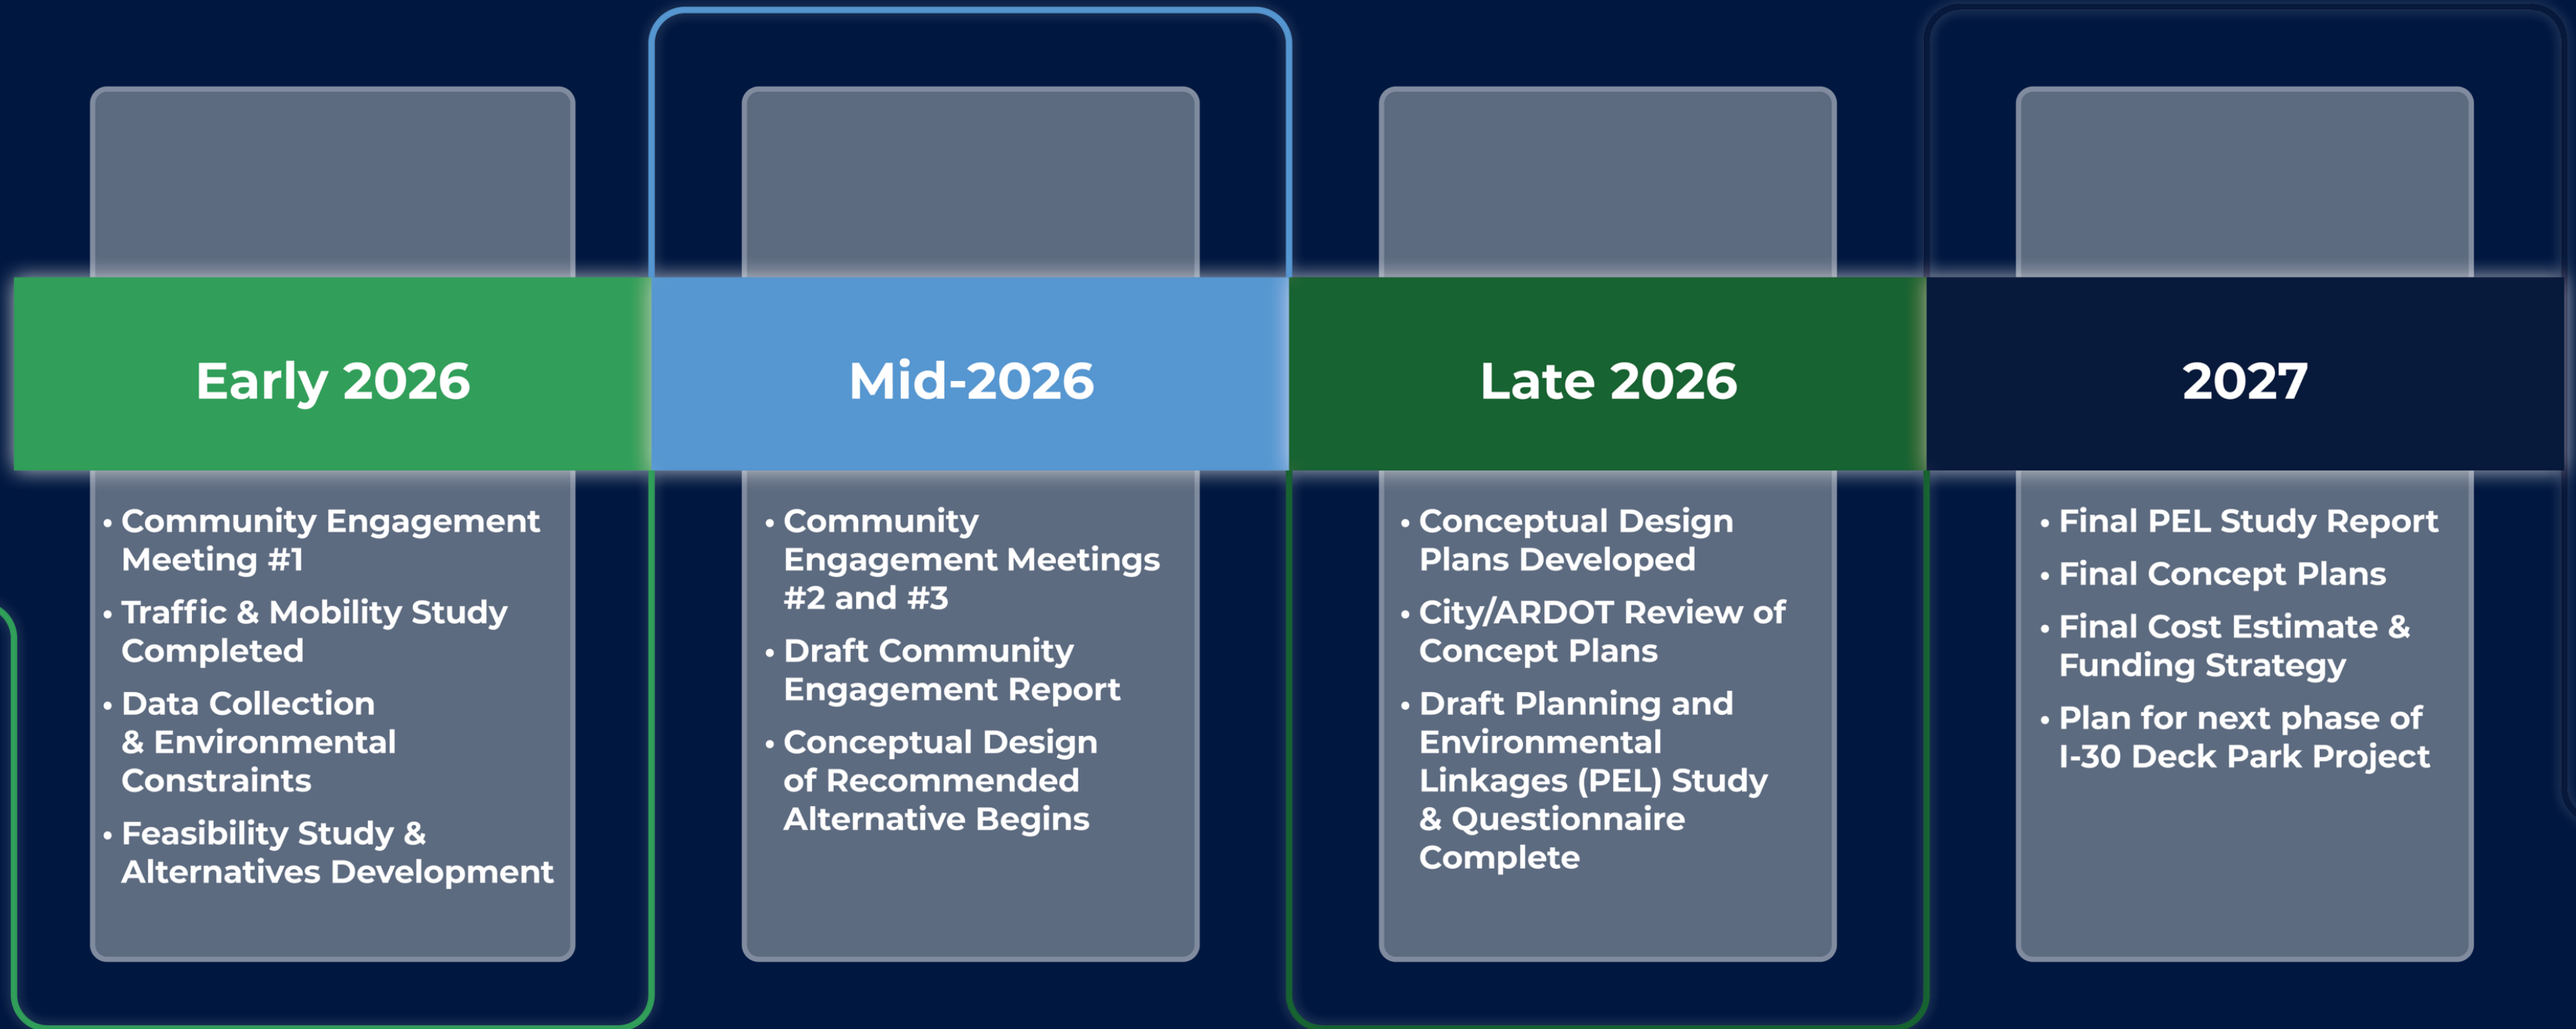 Early 2026
• Community Engagement
Meeting #1
• Traffic & Mobility Study
Completed
• Data Collection
& Environmental
Constraints
• Feasibility Study &
Alternatives Development
Mid-2026
• Community
Engagement Meetings
#2 and #3
• Draft Community
Engagement Report
• Conceptual Design
of Recommended
Alternative Begins
Late 2026
• Conceptual Design
Plans Developed
• City/ARDOT Review of
Concept Plans
• Draft Planning and
Environmental
Linkages (PEL) Study
& Questionnaire
Complete
2027
• Final PEL Study Report
• Final Concept Plans
• Final Cost Estimate &
Funding Strategy
• Plan for next phase of
I-30 Deck Park Project